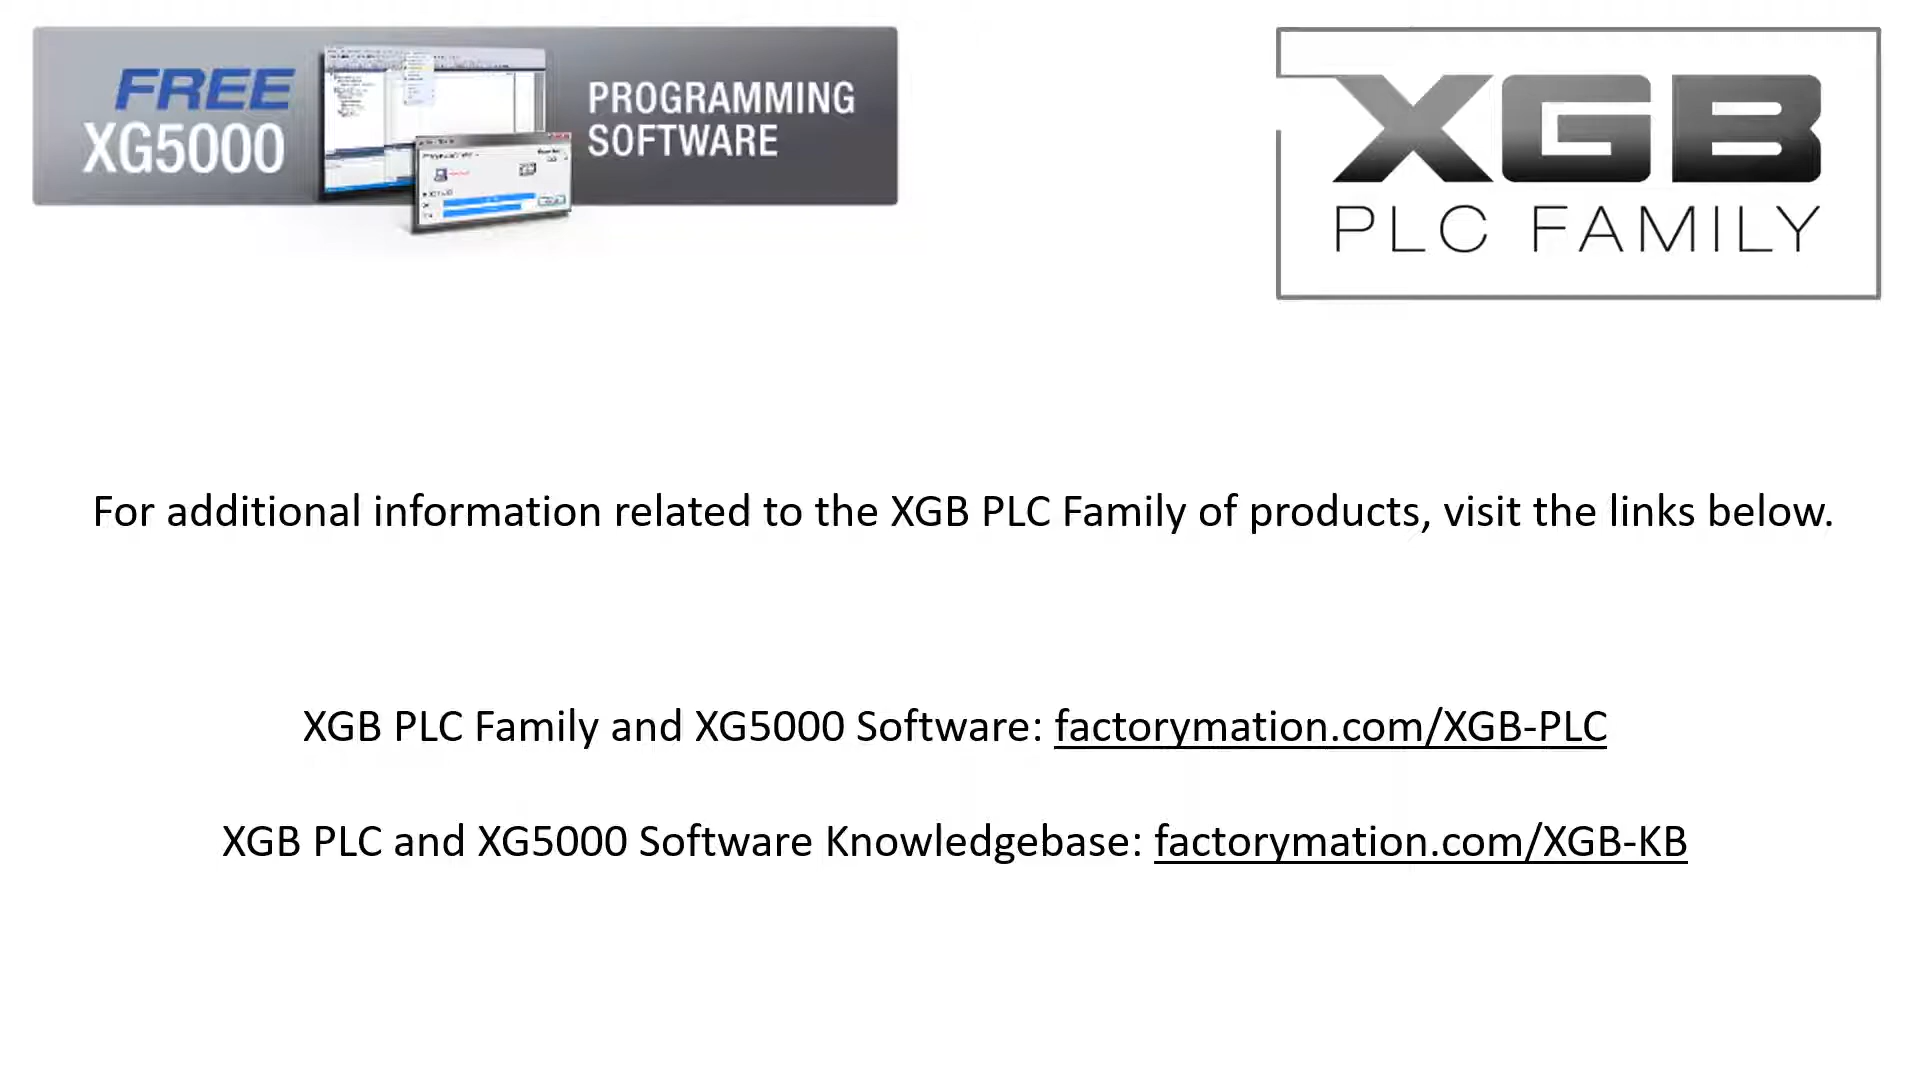 FREE
XG5000
PROGRAMMING
SOFTWARE
XGB
PLC FAMILY
For additional information related to the XGB PLC Family of products, visit the links below.
XGB PLC Family and XG5000 Software: factorymation.com/XGB-PLC
XGB PLC and XG5000 Software Knowledgebase: factorymation.com/XGB-KB